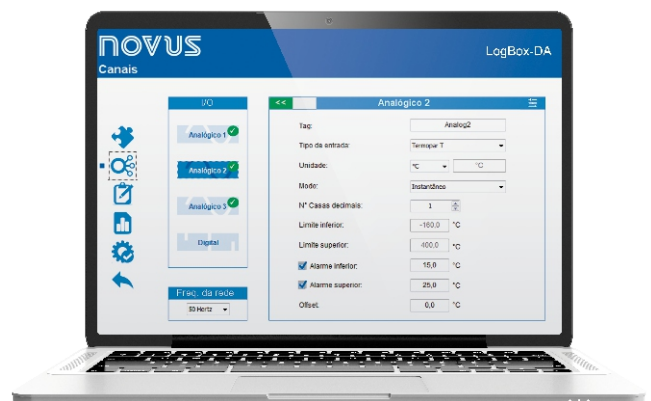 NOVUS
LogBox-DA
Canais
I/O
Analógico 1
Analógico 2
Analógico 3
Digital
Freq. da rede
50 Hertz
<< Analógico 2
Tag: Analog2
Tipo da entrada: Termopar T
Unidade: °C °C
Modo: Instantâneo
N° Casas decimais: 1
Limite inferior: -160,0 °C
Limite superior: 400,0 °C
Alarme inferior: 15,0 °C
Alarme superior: 25,0 °C
Offset: 0,0 °C